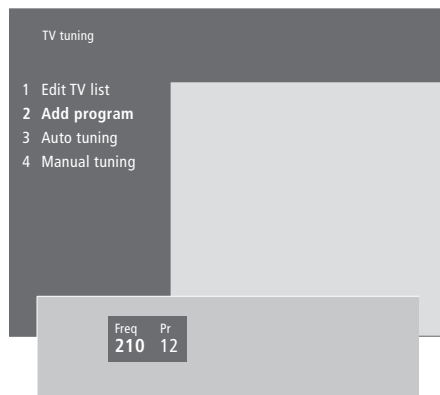 TV tuning
1 Edit TV list
2 Add program
3 Auto tuning
4 Manual tuning
Freq Pr
210 12